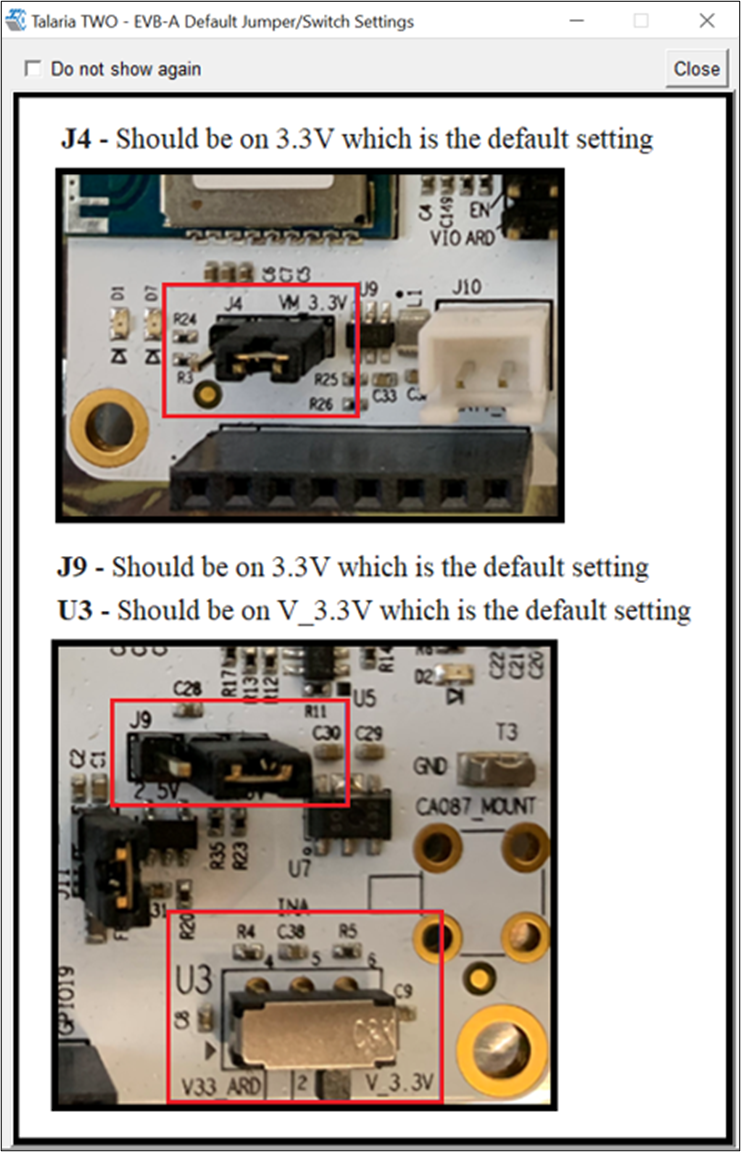 Talaria TWO - EVB-A Default Jumper/Switch Settings
Do not show again
Close
J4 - Should be on 3.3V which is the default setting
C4
C149
EN
VIO ARD
C6
C7
C5
D1
D7
J4
VM_3.3V
U9
L1
J10
R24
R3
R25
R26
C33
J9 - Should be on 3.3V which is the default setting
U3 - Should be on V_3.3V which is the default setting
R17
R13
R12
R14
D2
C22
C21
C20
C28
U5
R11
J9
C30
C29
T3
C2
C1
GND
2.5V
CA087_MOUNT
R35
R23
U7
J11
31
R20
INA
R4
C38
R5
GPIO19
U3
4
5
6
C8
C9
V33_ARD
2
V_3.3V